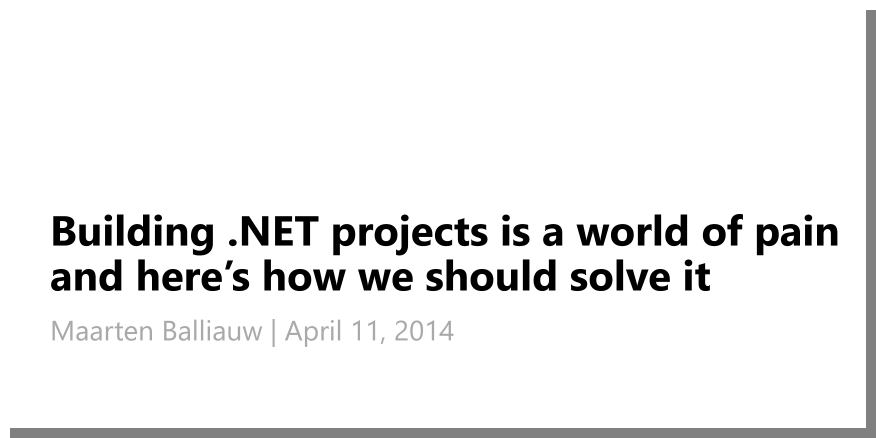 Building .NET projects is a world of pain
and here’s how we should solve it
Maarten Balliauw | April 11, 2014